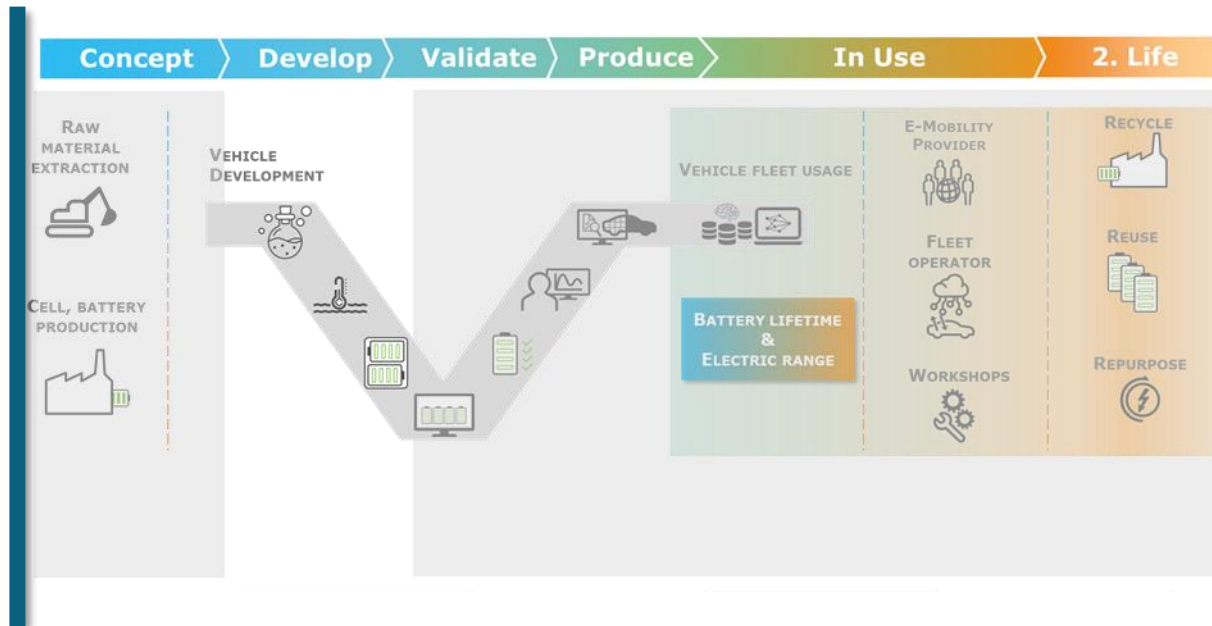 Concept
Develop
Validate
Produce
In Use
2. Life
RAW
MATERIAL
EXTRACTION
CELL, BATTERY
PRODUCTION
VEHICLE
DEVELOPMENT
VEHICLE FLEET USAGE
BATTERY LIFETIME
&
ELECTRIC RANGE
E-MOBILITY
PROVIDER
FLEET
OPERATOR
WORKSHOPS
RECYCLE
REUSE
REPURPOSE